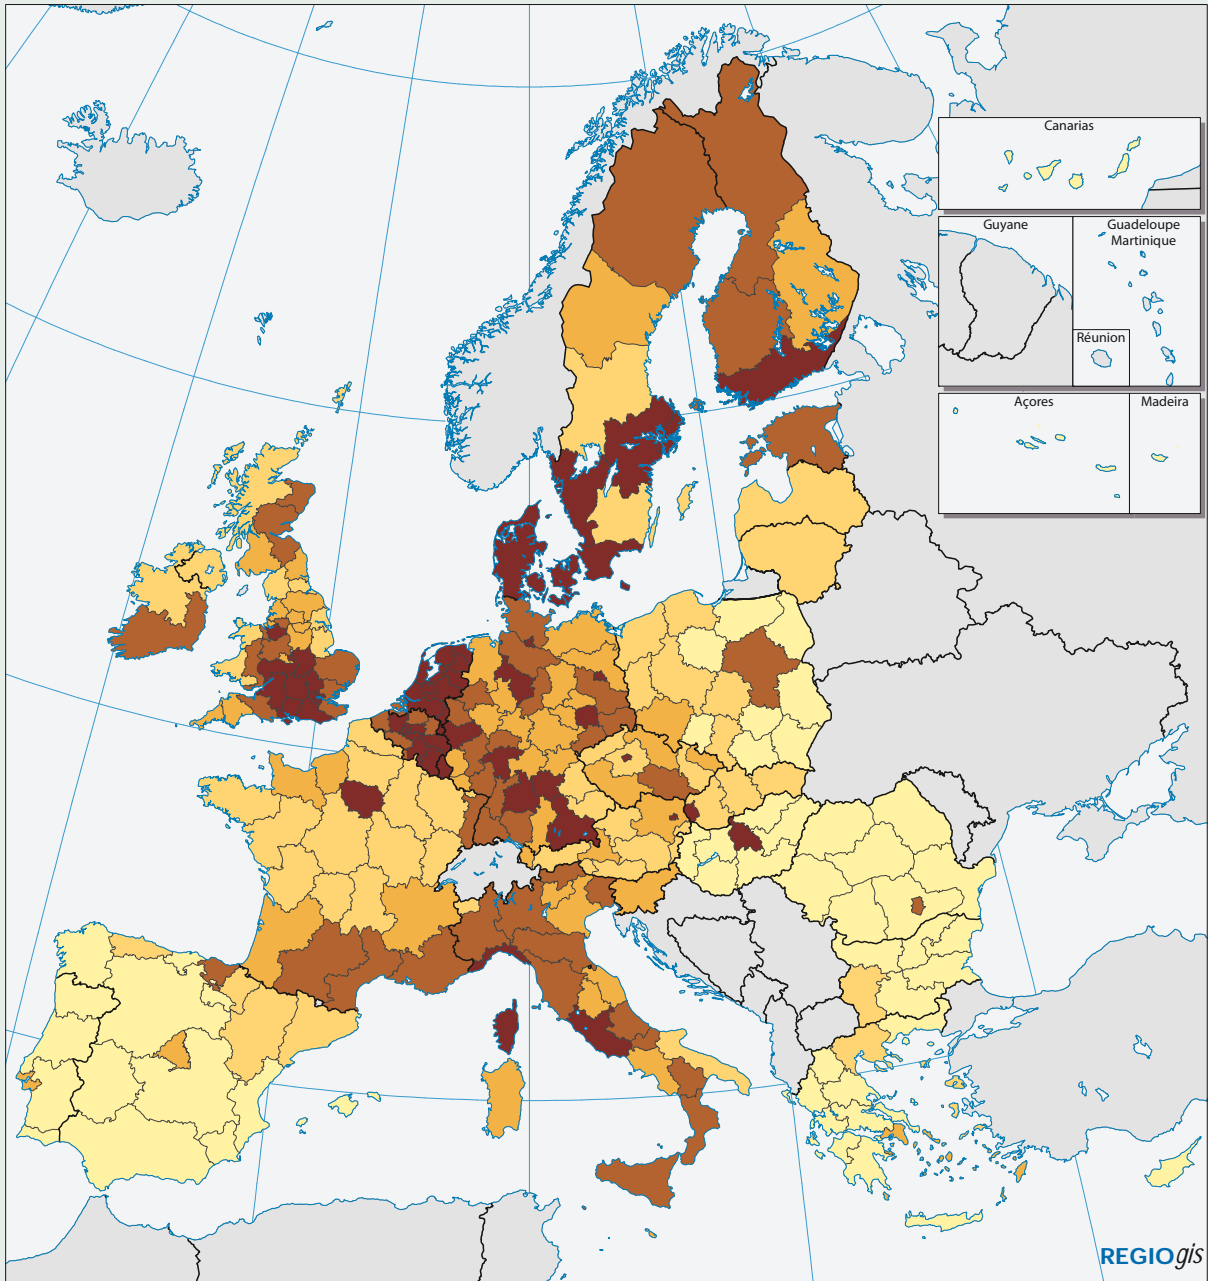 Canarias
Guyane
Guadeloupe
Martinique
Réunion
Açores
Madeira
REGIOgis